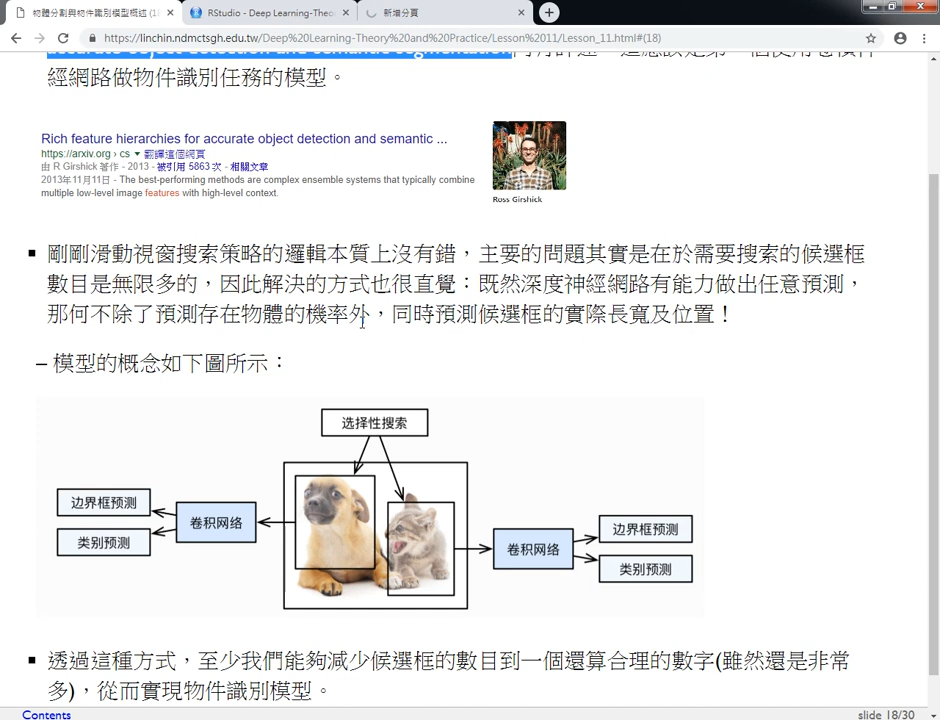 物體分割與物件識別模型概述 (18
RStudio - Deep Learning-Theo
新增分頁
https://linchin.ndmctsgh.edu.tw/Deep%20Learning-Theory%20and%20Practice/Lesson%2011/Lesson_11.html#(18)
經網路做物件識別任務的模型。
Rich feature hierarchies for accurate object detection and semantic ...
https://arxiv.org › cs ▼ 翻譯這個網頁
由 R Girshick 著作 - 2013 - 被引用 5863 次 - 相關文章
2013年11月11日 - The best-performing methods are complex ensemble systems that typically combine
multiple low-level image features with high-level context.
Ross Girshick
▪ 剛剛滑動視窗搜索策略的邏輯本質上沒有錯，主要的問題其實是在於需要搜索的候選框
數目是無限多的，因此解決的方式也很直覺：既然深度神經網路有能力做出任意預測，
那何不除了預測存在物體的機率外，同時預測候選框的實際長寬及位置！
– 模型的概念如下圖所示：
选择性搜索
边界框预测
卷积网络
类别预测
边界框预测
卷积网络
类别预测
▪ 透過這種方式，至少我們能夠減少候選框的數目到一個還算合理的數字(雖然還是非常
多)，從而實現物件識別模型。
Contents
slide 18/30